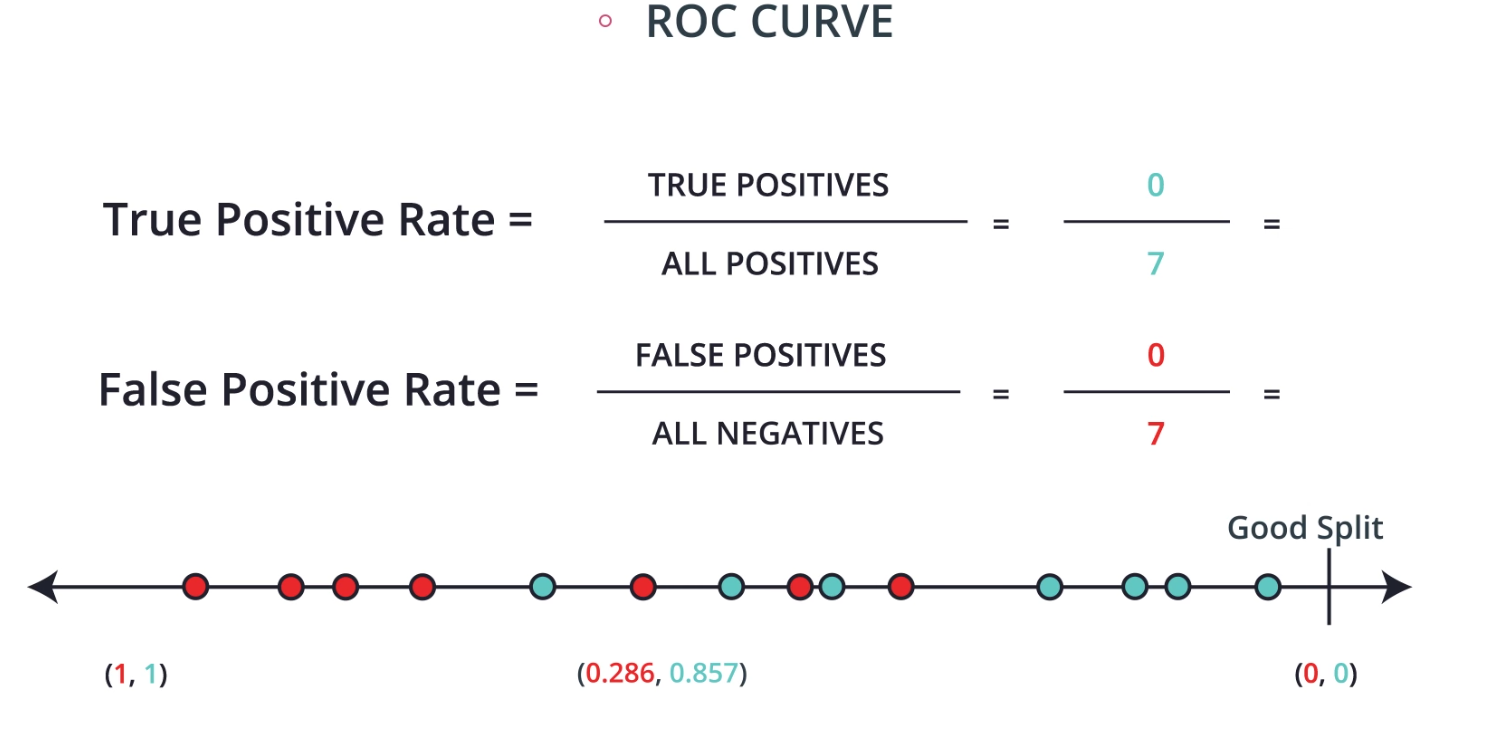 ROC CURVE
True Positive Rate = TRUE POSITIVES / ALL POSITIVES = 0 / 7 =
False Positive Rate = FALSE POSITIVES / ALL NEGATIVES = 0 / 7 =
Good Split
(1, 1) (0.286, 0.857) (0, 0)